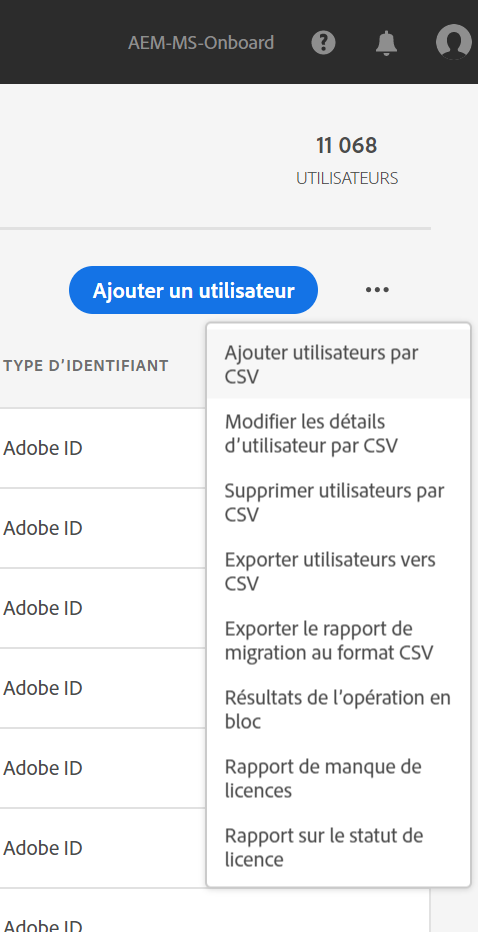 AEM-MS-Onboard
11 068
UTILISATEURS
Ajouter un utilisateur
TYPE D’IDENTIFIANT
Ajouter utilisateurs par
CSV
Modifier les détails
d’utilisateur par CSV
Supprimer utilisateurs par
CSV
Exporter utilisateurs vers
CSV
Exporter le rapport de
migration au format CSV
Résultats de l’opération en
bloc
Rapport de manque de
licences
Rapport sur le statut de
licence
Adobe ID
Adobe ID
Adobe ID
Adobe ID
Adobe ID
Adobe ID
Adobe ID